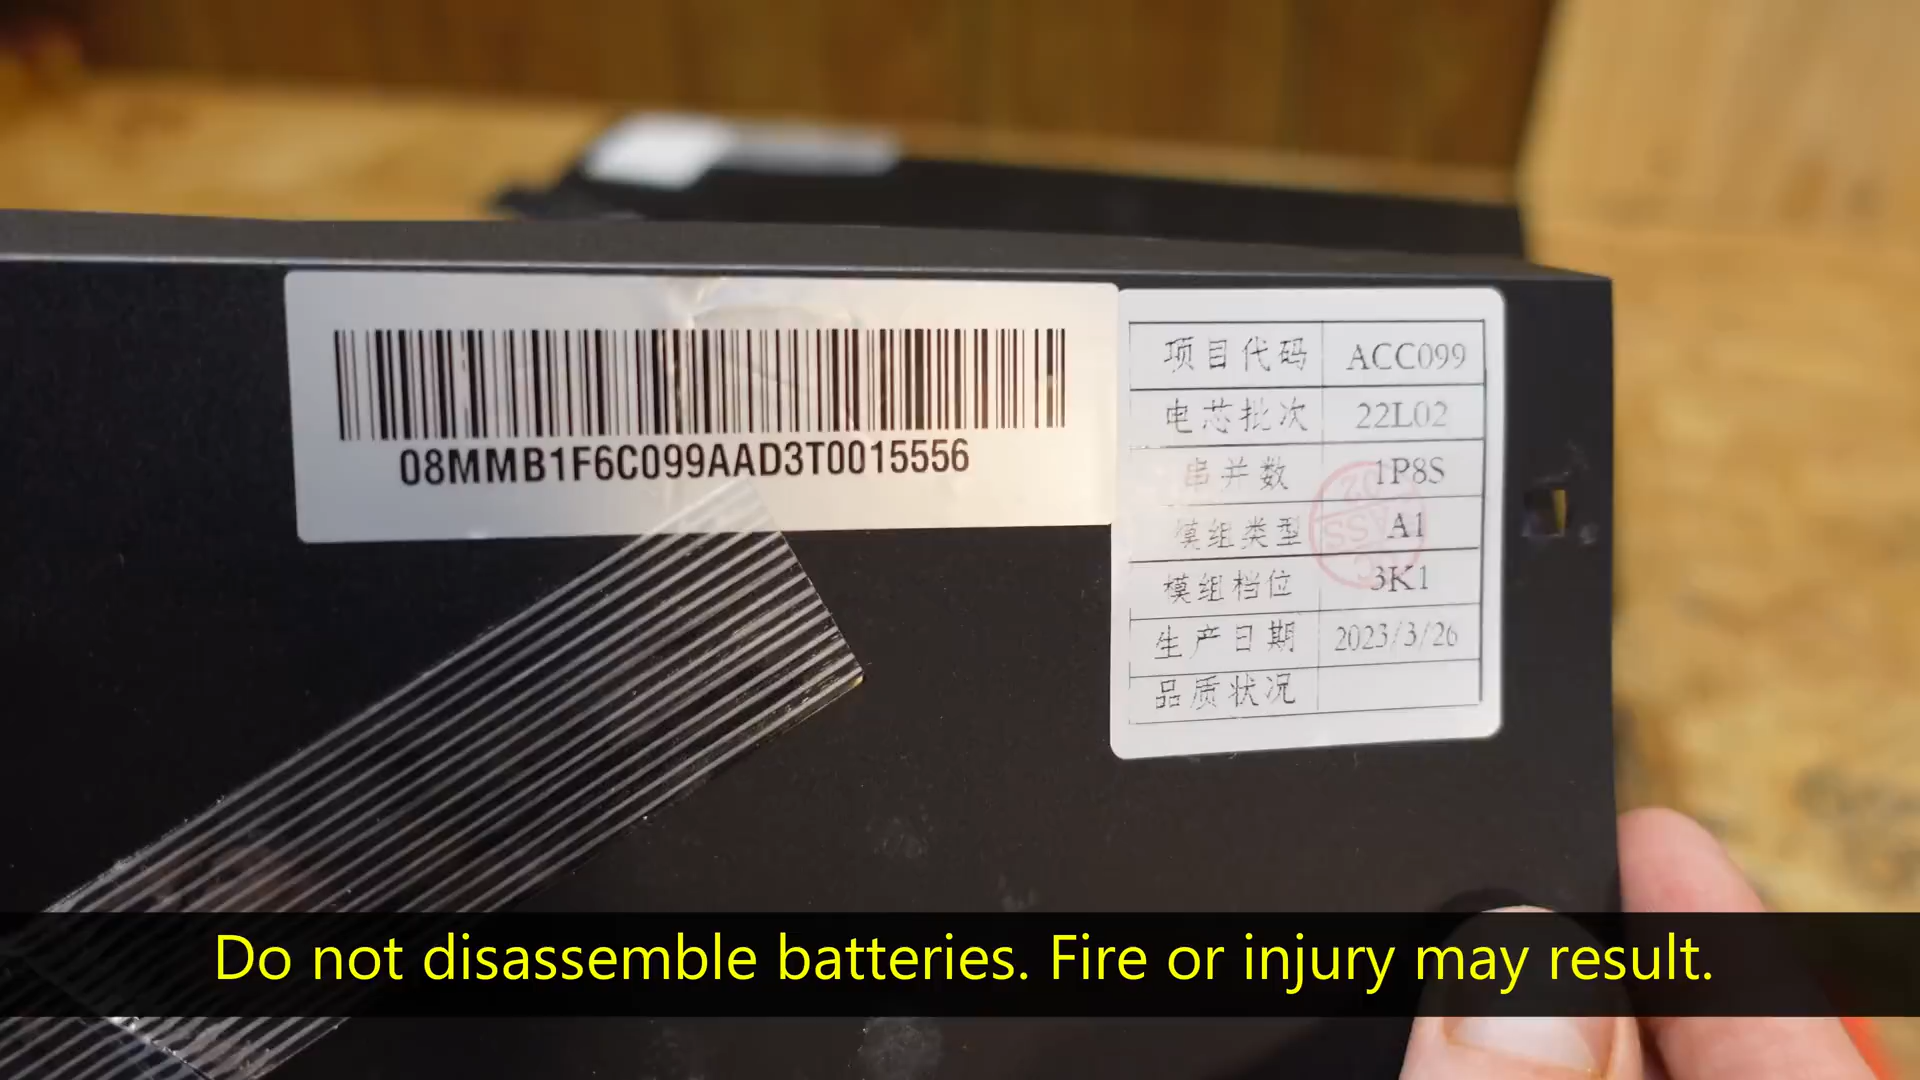 08MMB1F6C099AAD3T0015556
项目代码 ACC099
电芯批次 22L02
串并数 1P8S
模组类型 A1
模组档位 3K1
生产日期 2023/3/26
品质状况
PASS
Do not disassemble batteries. Fire or injury may result.